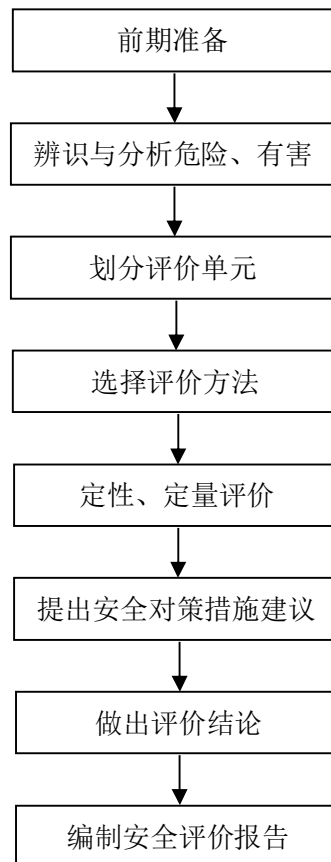 前期准备
辨识与分析危险、有害
划分评价单元
选择评价方法
定性、定量评价
提出安全对策措施建议
做出评价结论
编制安全评价报告